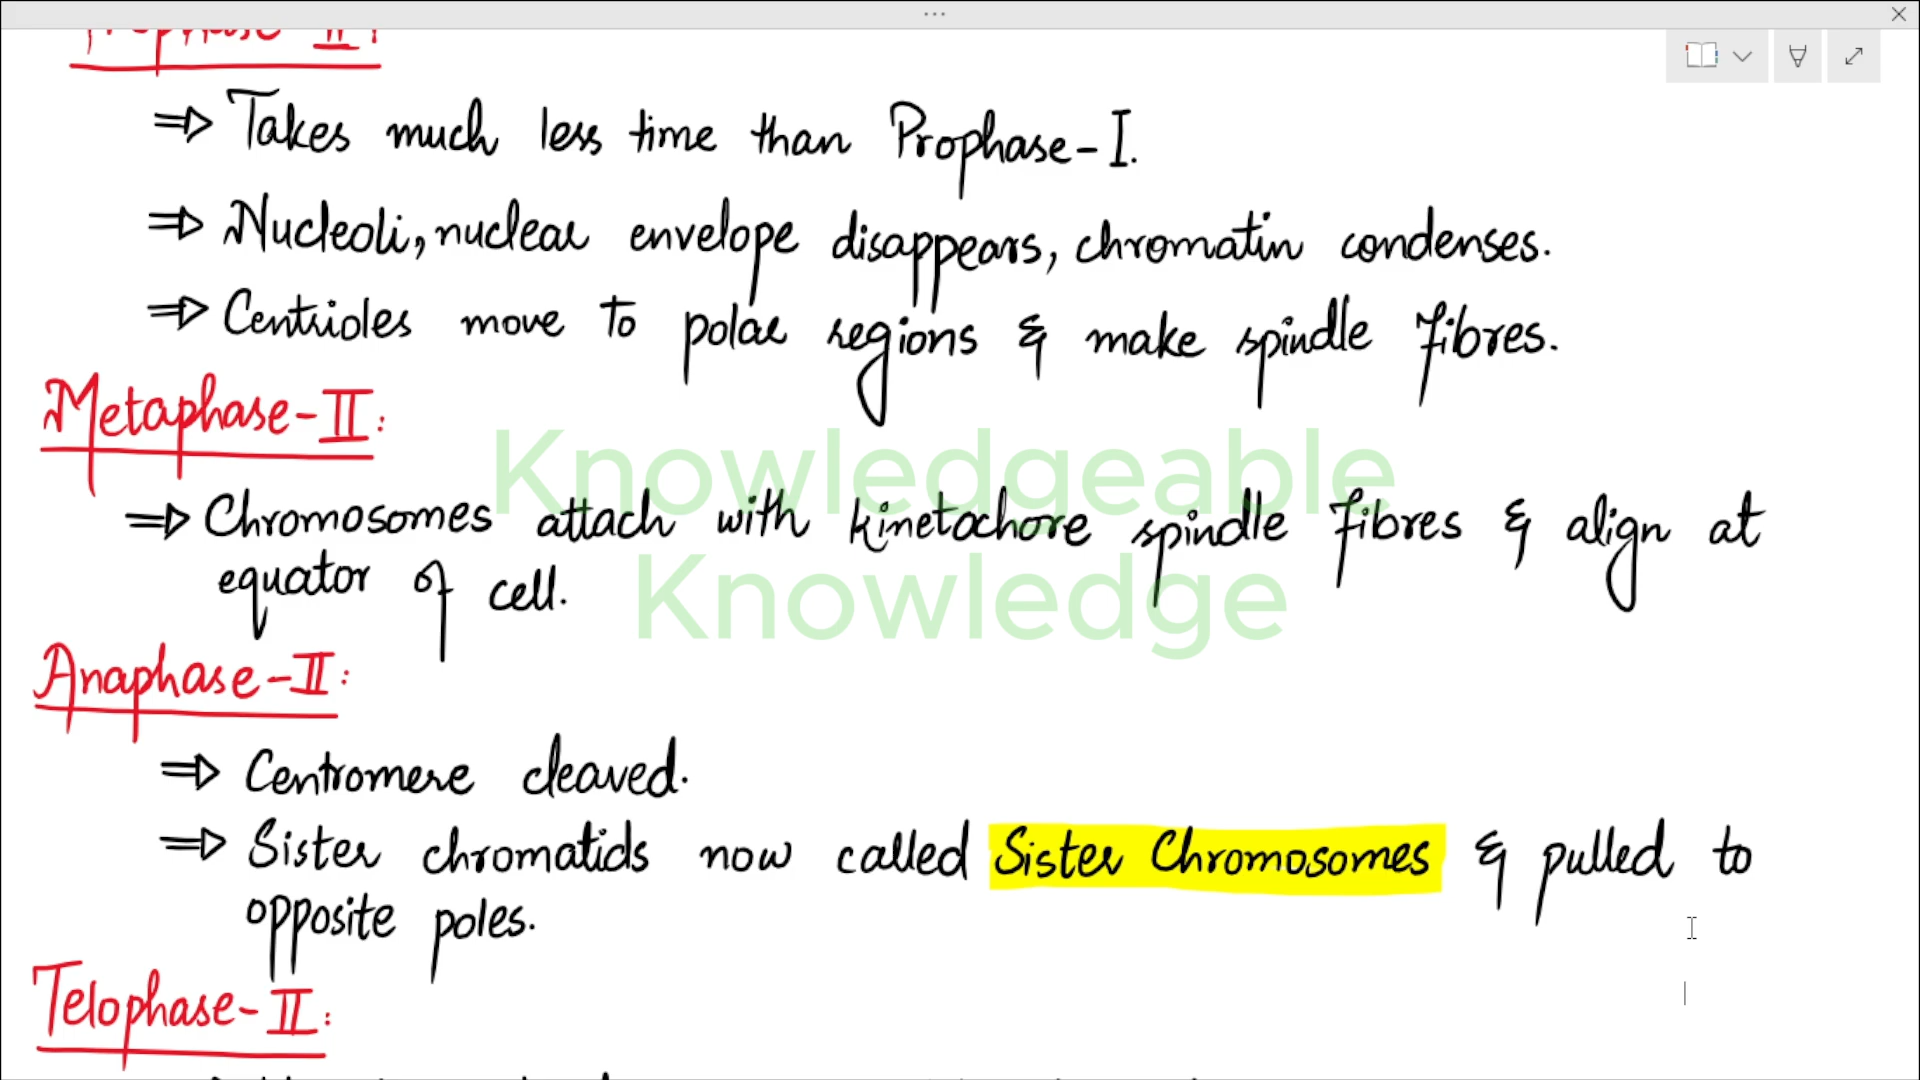 Prophase-II:
⇒ Takes much less time than Prophase-I.
⇒ Nucleoli, nuclear envelope disappears, chromatin condenses.
⇒ Centrioles move to polar regions & make spindle fibres.
Metaphase-II:
Knowledgeable
Knowledge
⇒ Chromosomes attach with kinetochore spindle fibres & align at
equator of cell.
Anaphase-II:
⇒ Centromere cleaved.
⇒ Sister chromatids now called Sister Chromosomes & pulled to
opposite poles.
Telophase-II: